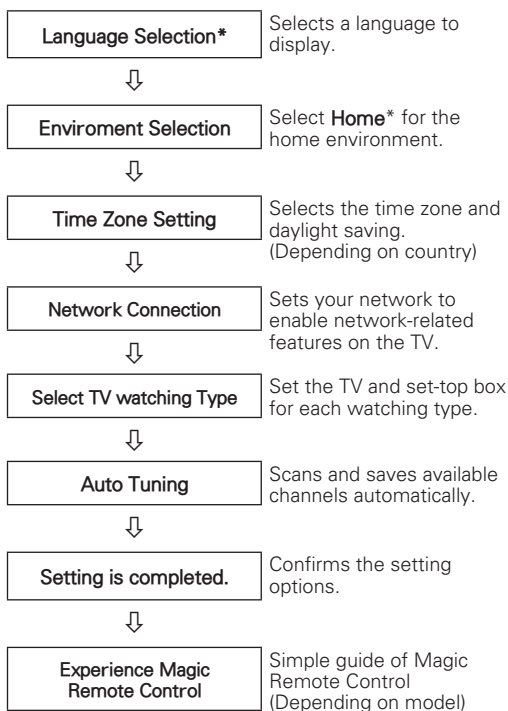 Language Selection*
Selects a language to
display.
⇩
Enviroment Selection
Select Home* for the
home environment.
⇩
Time Zone Setting
Selects the time zone and
daylight saving.
(Depending on country)
⇩
Network Connection
Sets your network to
enable network-related
features on the TV.
⇩
Select TV watching Type
Set the TV and set-top box
for each watching type.
⇩
Auto Tuning
Scans and saves available
channels automatically.
⇩
Setting is completed.
Confirms the setting
options.
⇩
Experience Magic
Remote Control
Simple guide of Magic
Remote Control
(Depending on model)